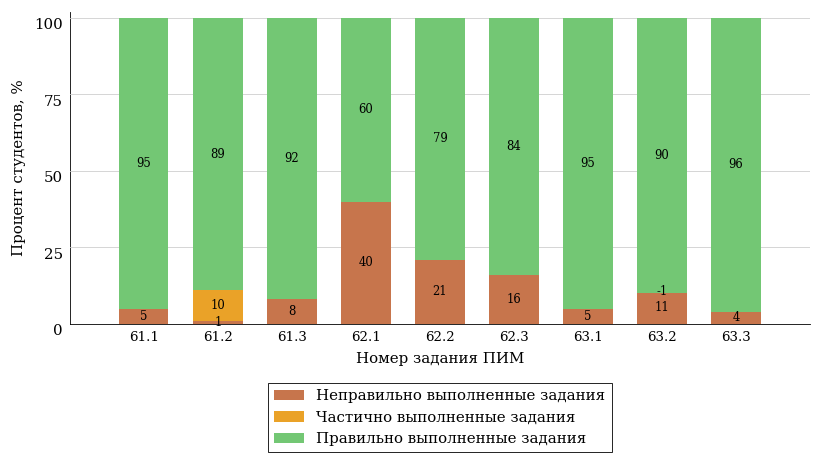 100
75
50
25
0
Процент студентов, %
95 89 92 60 79 84 95 90 96
10 -1
5 1 8 40 21 16 5 11 4
61.1 61.2 61.3 62.1 62.2 62.3 63.1 63.2 63.3
Номер задания ПИМ
Неправильно выполненные задания
Частично выполненные задания
Правильно выполненные задания